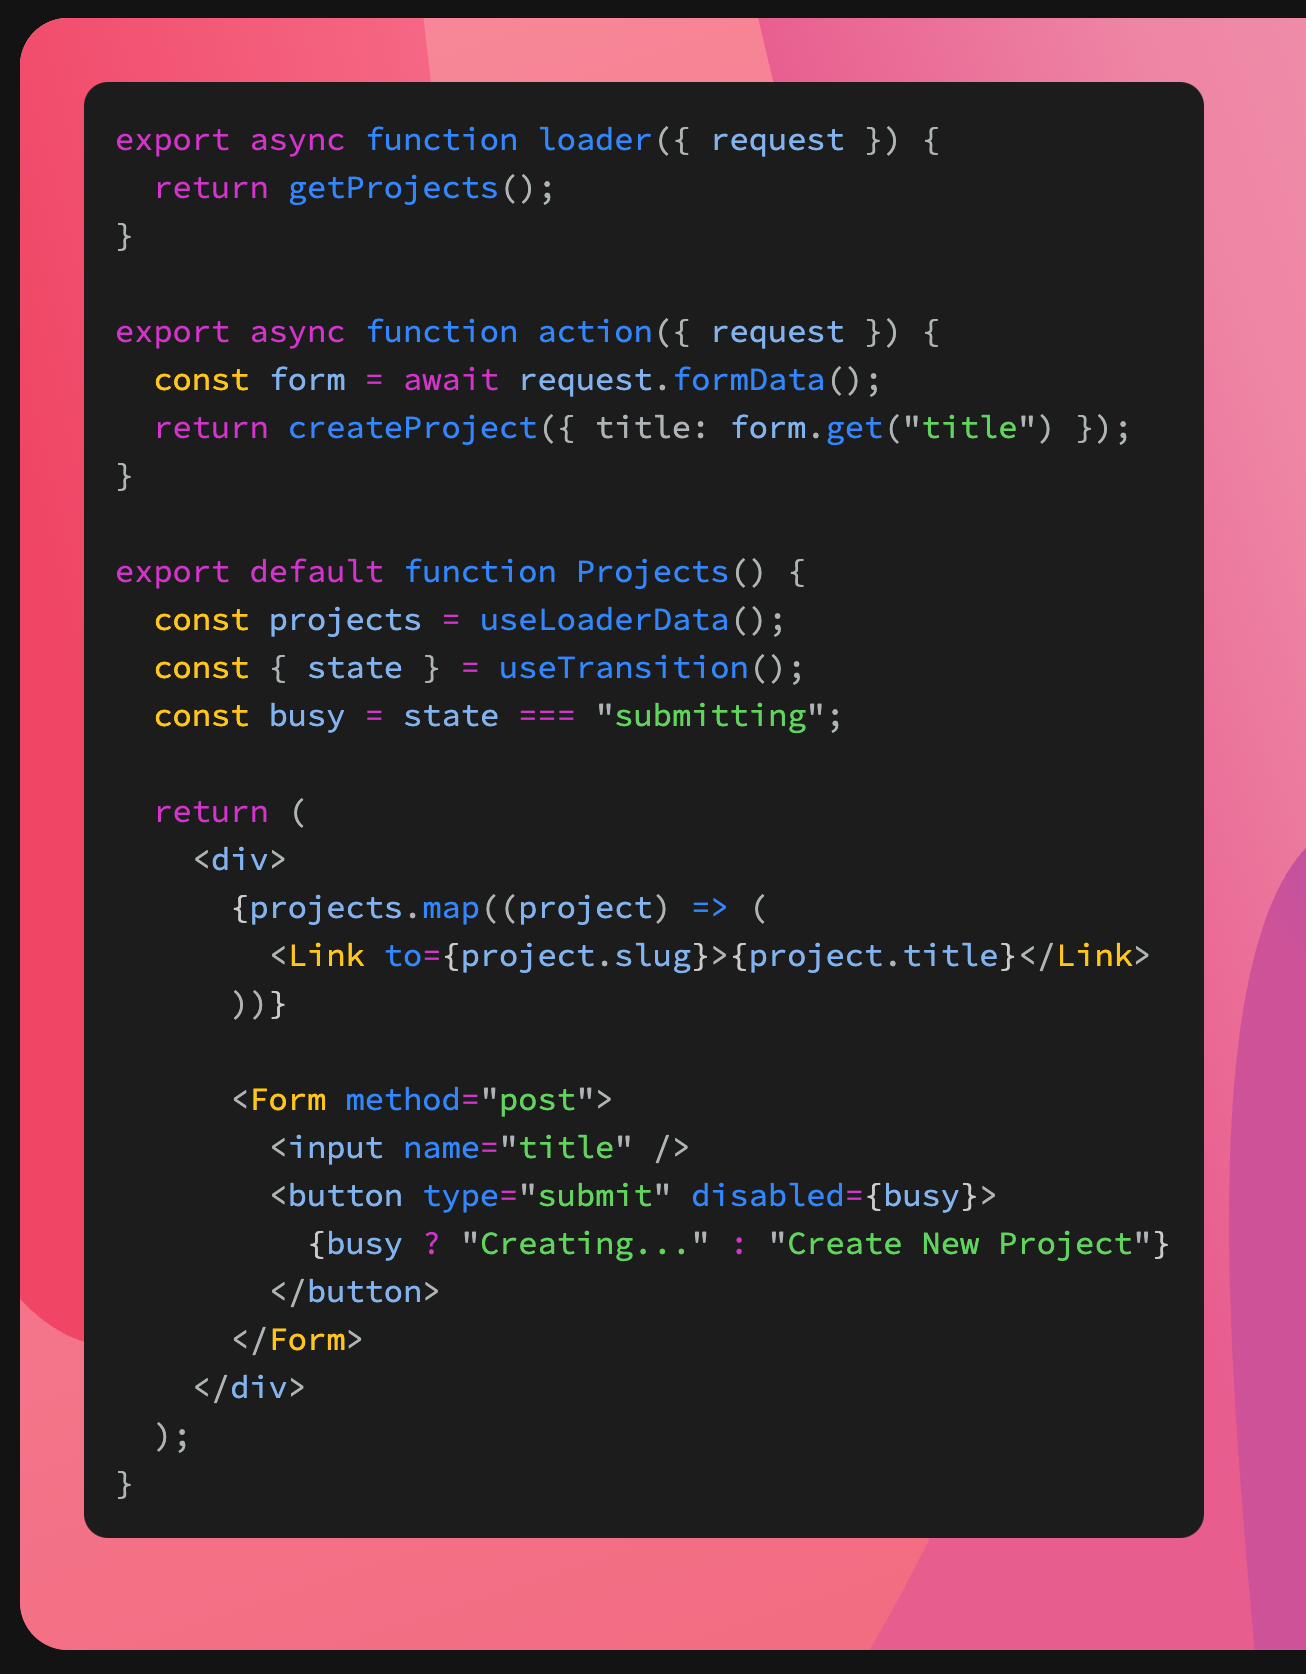 export async function loader({ request }) {
  return getProjects();
}

export async function action({ request }) {
  const form = await request.formData();
  return createProject({ title: form.get("title") });
}

export default function Projects() {
  const projects = useLoaderData();
  const { state } = useTransition();
  const busy = state === "submitting";

  return (
    <div>
      {projects.map((project) => (
        <Link to={project.slug}>{project.title}</Link>
      ))}

      <Form method="post">
        <input name="title" />
        <button type="submit" disabled={busy}>
          {busy ? "Creating..." : "Create New Project"}
        </button>
      </Form>
    </div>
  );
}